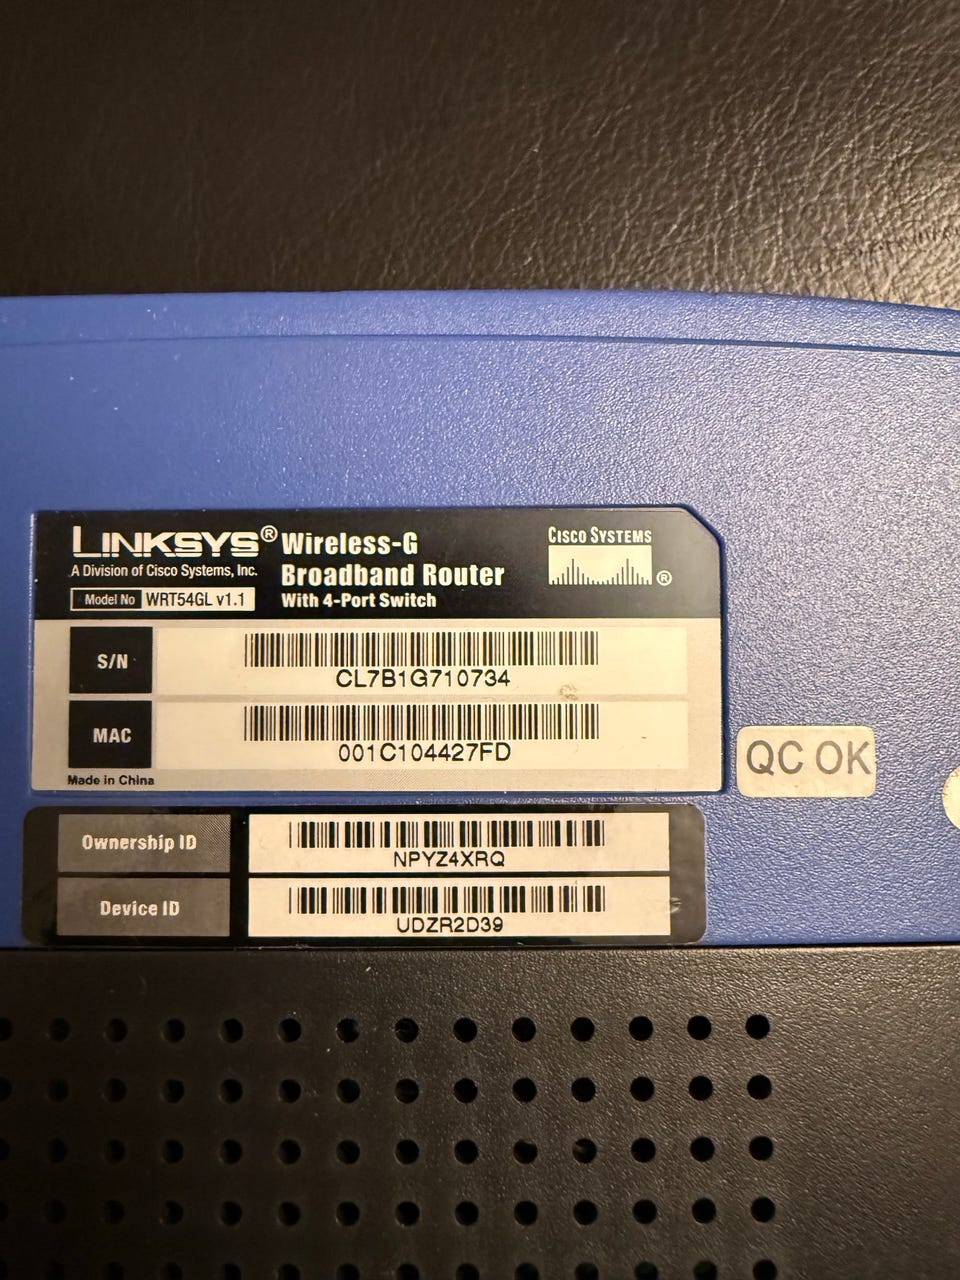 LINKSYS® Wireless-G
A Division of Cisco Systems, Inc.
Broadband Router
Model No WRT54GL v1.1
With 4-Port Switch
CISCO SYSTEMS
®
S/N
CL7B1G710734
MAC
001C104427FD
Made in China
QC OK
Ownership ID
NPYZ4XRQ
Device ID
UDZR2D39